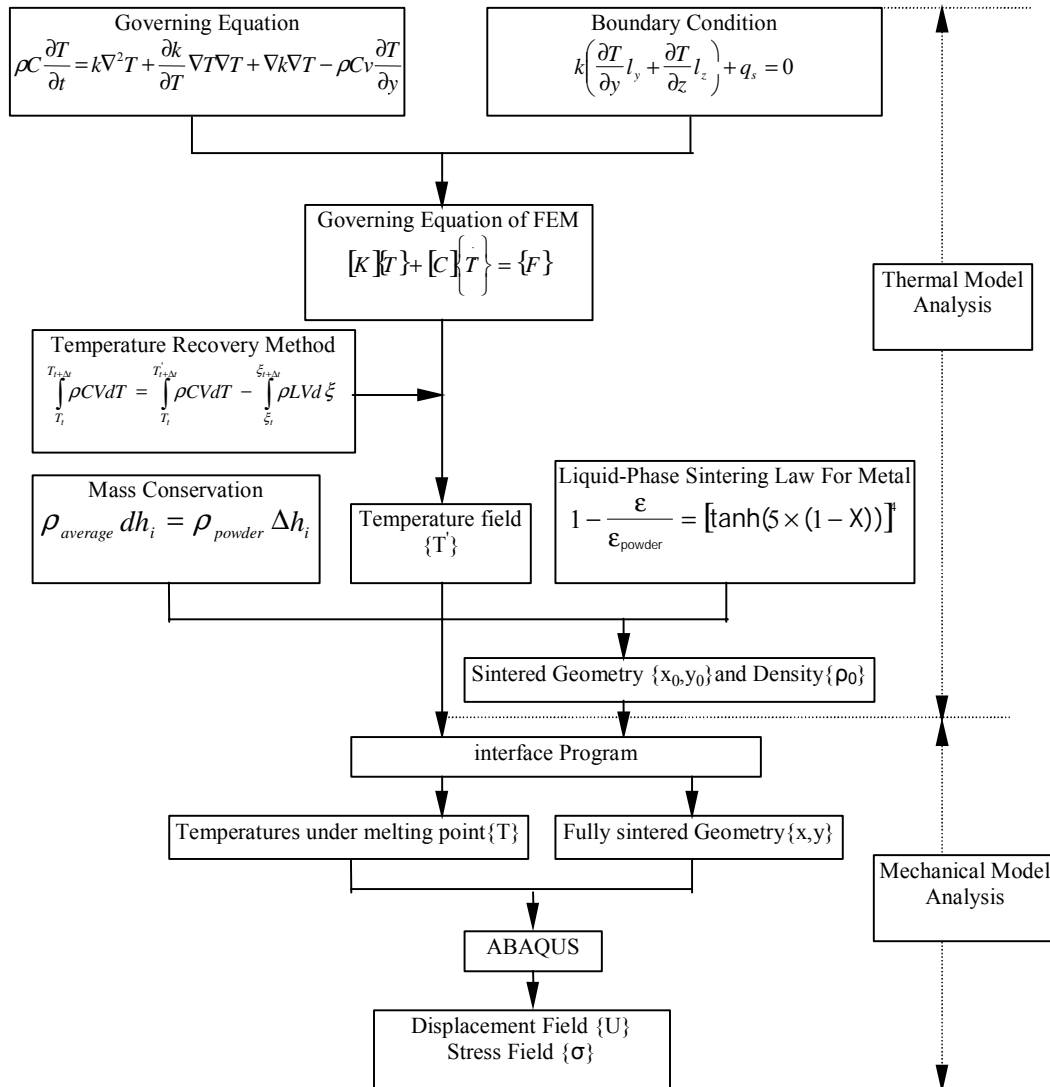 Governing Equation
ρC ∂T/∂t = k∇²T + ∂k/∂T ∇T∇T + ∇k∇T − ρCv ∂T/∂y
Boundary Condition
k(∂T/∂y l_y + ∂T/∂z l_z) + q_s = 0
Governing Equation of FEM
[K]{T} + [C]{Ṫ} = {F}
Thermal Model
Analysis
Temperature Recovery Method
∫_{T_t}^{T_{t+Δt}} ρCVdT = ∫_{T_t}^{T'_{t+Δt}} ρCVdT − ∫_{ξ_t}^{ξ_{t+Δt}} ρLVdξ
Mass Conservation
ρ_average dh_i = ρ_powder Δh_i
Temperature field
{T'}
Liquid-Phase Sintering Law For Metal
1 − ε/ε_powder = [tanh(5 × (1 − X))]⁴
Sintered Geometry {x₀,y₀}and Density{ρ₀}
interface Program
Temperatures under melting point{T}
Fully sintered Geometry{x,y}
Mechanical Model
Analysis
ABAQUS
Displacement Field {U}
Stress Field {σ}